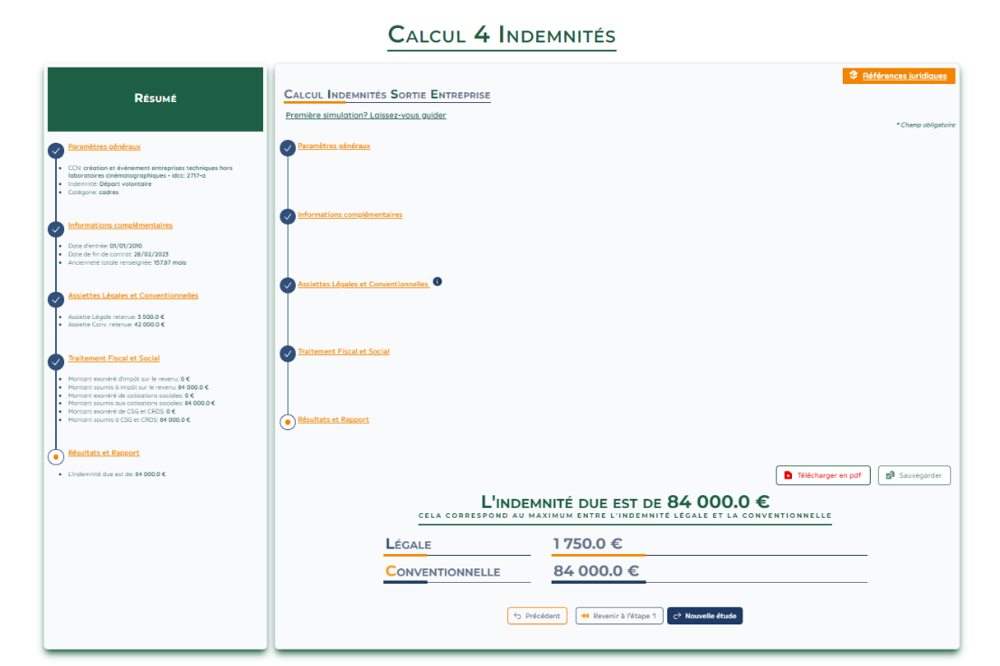 Calcul 4 Indemnités
Résumé
Paramètres généraux
CCN: création et événement entreprises techniques hors
laboratoires cinématographiques - idcc: 2717-a
Indemnité: Départ volontaire
Catégorie: cadres
Informations complémentaires
Date d'entrée: 01/01/2010
Date de fin de contrat: 28/02/2023
Ancienneté totale renseignée: 157.87 mois
Assiettes Légales et Conventionnelles
Assiette Légale retenue: 3 500.0 €
Assiette Conv. retenue: 42 000.0 €
Traitement Fiscal et Social
Montant exonéré d'impôt sur le revenu: 0 €
Montant soumis à impôt sur le revenu: 84 000.0 €
Montant exonéré de cotisations sociales: 0 €
Montant soumis aux cotisations sociales: 84 000.0 €
Montant exonéré de CSG et CRDS: 0 €
Montant soumis à CSG et CRDS: 84 000.0 €
Résultats et Rapport
L'indemnité due est de: 84 000.0 €
Références juridiques
Calcul Indemnités Sortie Entreprise
Première simulation? Laissez-vous guider
* Champ obligatoire
Paramètres généraux
Informations complémentaires
Assiettes Légales et Conventionnelles
Traitement Fiscal et Social
Résultats et Rapport
Télécharger en pdf
Sauvegarder
L'indemnité due est de 84 000.0 €
cela correspond au maximum entre l'indemnité légale et la conventionnelle
Légale 1 750.0 €
Conventionnelle 84 000.0 €
Précédent
Revenir à l'étape 1
Nouvelle étude